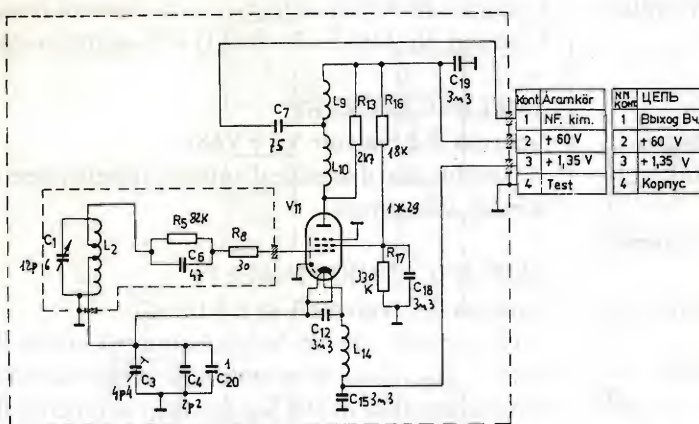 C19
3n3
L9
R13
2k7
R16
18K
C7
75
L10
V11
1Ж29
R5 82K
C6
47
R8
30
C1
L2
R17
330
K
C18
3n3
C12
3n3
L14
C15 3n3
C3
4p4
C4
2p2
1
C20
Kont Áramkör
1 NF. kim.
2 + 60 V
3 + 1,35 V
4 Test
NN КОНТ ЦЕПЬ
1 Выход Вч.
2 + 60 V
3 +1,35 V
4 Корпус